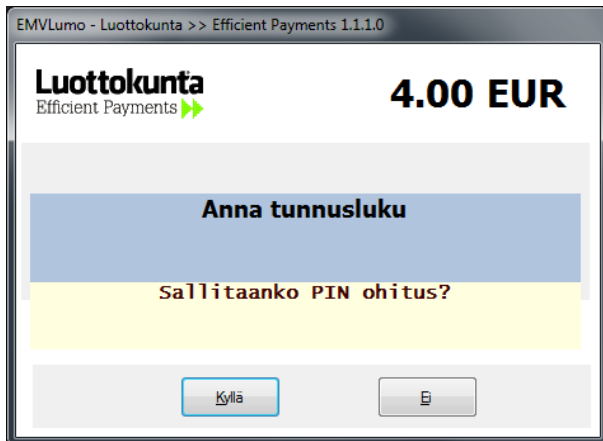 EMVLumo - Luottokunta >> Efficient Payments 1.1.1.0
Luottokunta
Efficient Payments
4.00 EUR
Anna tunnusluku
Sallitaanko PIN ohitus?
Kyllä
Ei